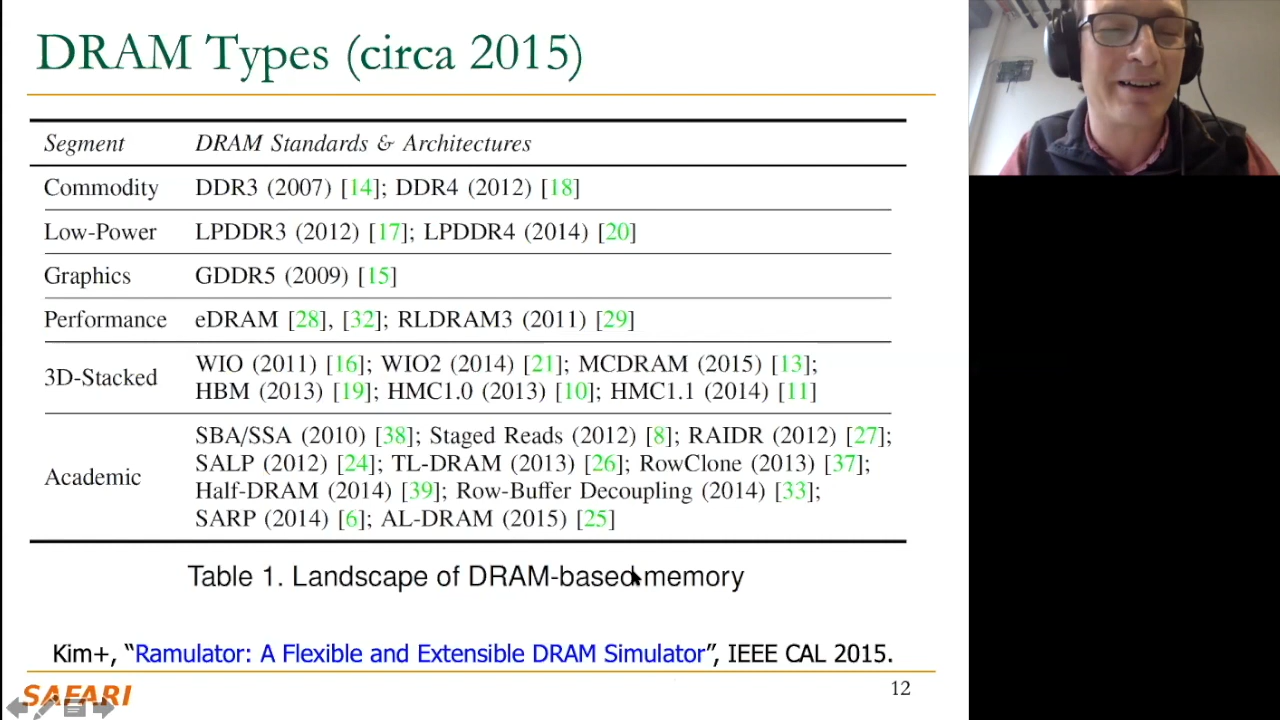 DRAM Types (circa 2015)
Segment DRAM Standards & Architectures
Commodity DDR3 (2007) [14]; DDR4 (2012) [18]
Low-Power LPDDR3 (2012) [17]; LPDDR4 (2014) [20]
Graphics GDDR5 (2009) [15]
Performance eDRAM [28], [32]; RLDRAM3 (2011) [29]
3D-Stacked
WIO (2011) [16]; WIO2 (2014) [21]; MCDRAM (2015) [13];
HBM (2013) [19]; HMC1.0 (2013) [10]; HMC1.1 (2014) [11]
Academic
SBA/SSA (2010) [38]; Staged Reads (2012) [8]; RAIDR (2012) [27];
SALP (2012) [24]; TL-DRAM (2013) [26]; RowClone (2013) [37];
Half-DRAM (2014) [39]; Row-Buffer Decoupling (2014) [33];
SARP (2014) [6]; AL-DRAM (2015) [25]
Table 1. Landscape of DRAM-based memory
Kim+, “Ramulator: A Flexible and Extensible DRAM Simulator”, IEEE CAL 2015.
SAFARI
12